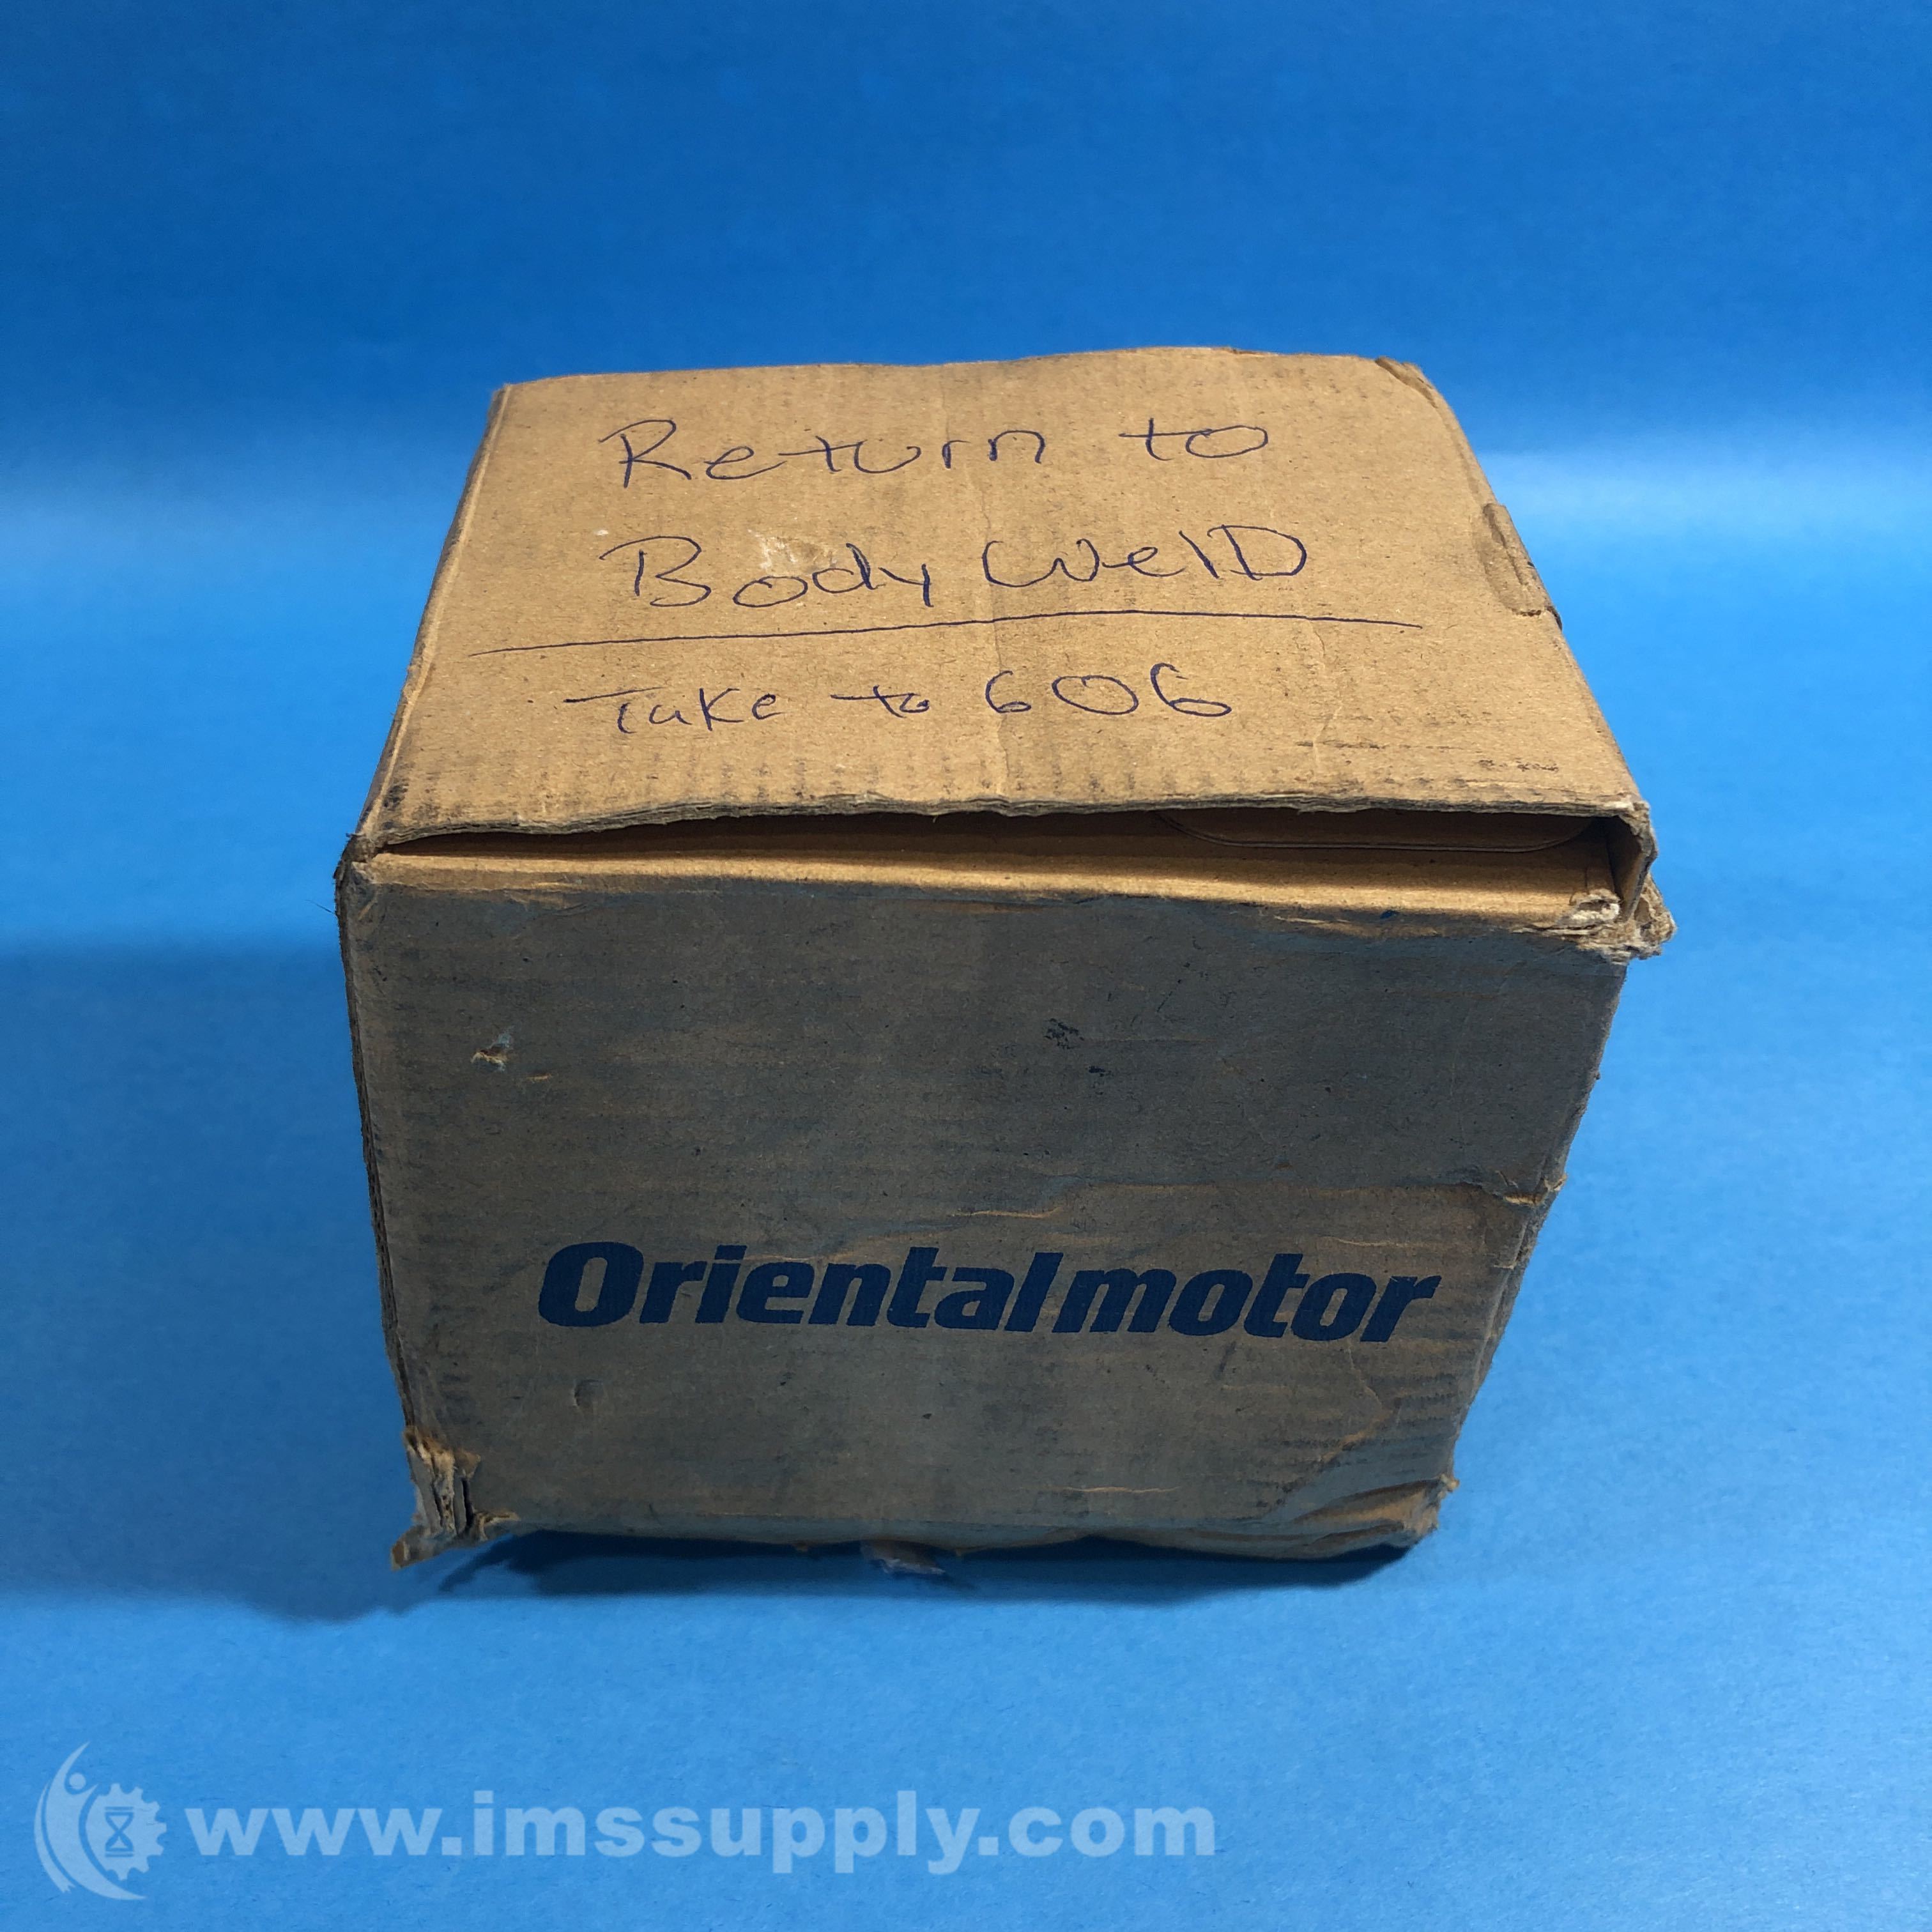 Return to
Body WelD
Take to 606
Orientalmotor
www.imssupply.com